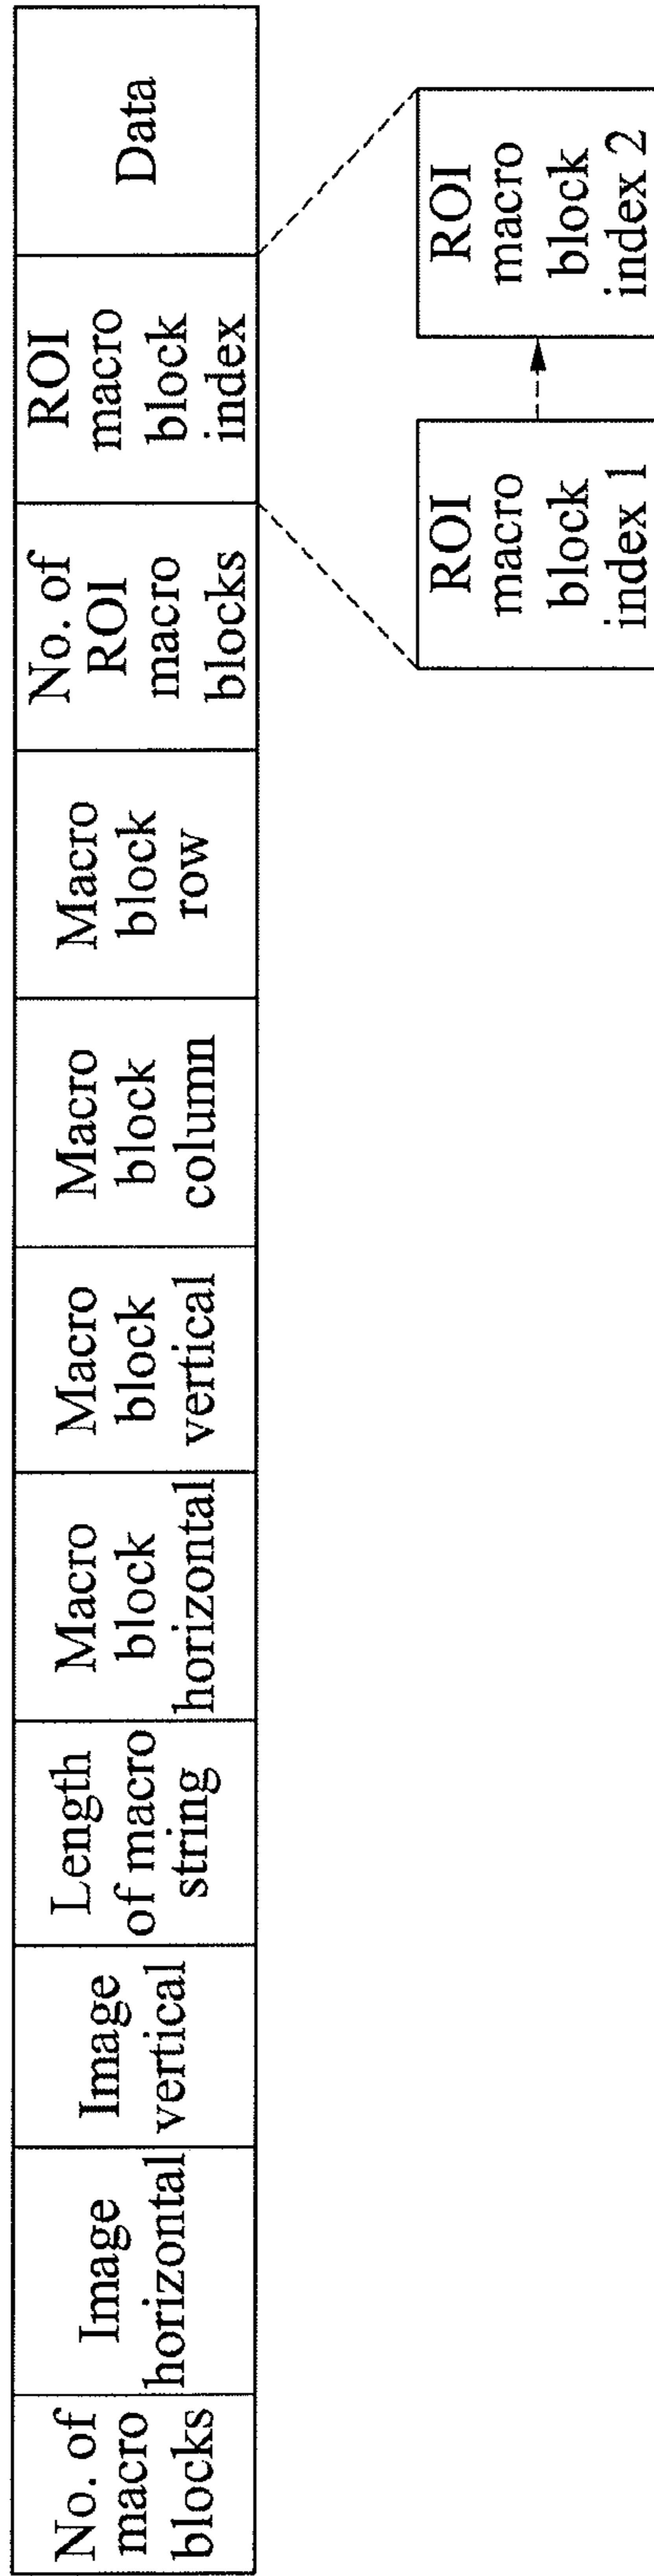 No. of
macro
blocks
Image
horizontal
Image
vertical
Length
of macro
string
Macro
block
horizontal
Macro
block
vertical
Macro
block
column
Macro
block
row
No. of
ROI
macro
blocks
ROI
macro
block
index
Data
ROI
macro
block
index 1
ROI
macro
block
index 2